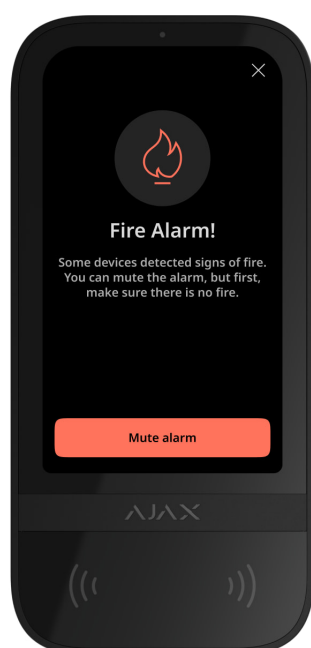 Fire Alarm!
Some devices detected signs of fire.
You can mute the alarm, but first,
make sure there is no fire.
Mute alarm
AJAX